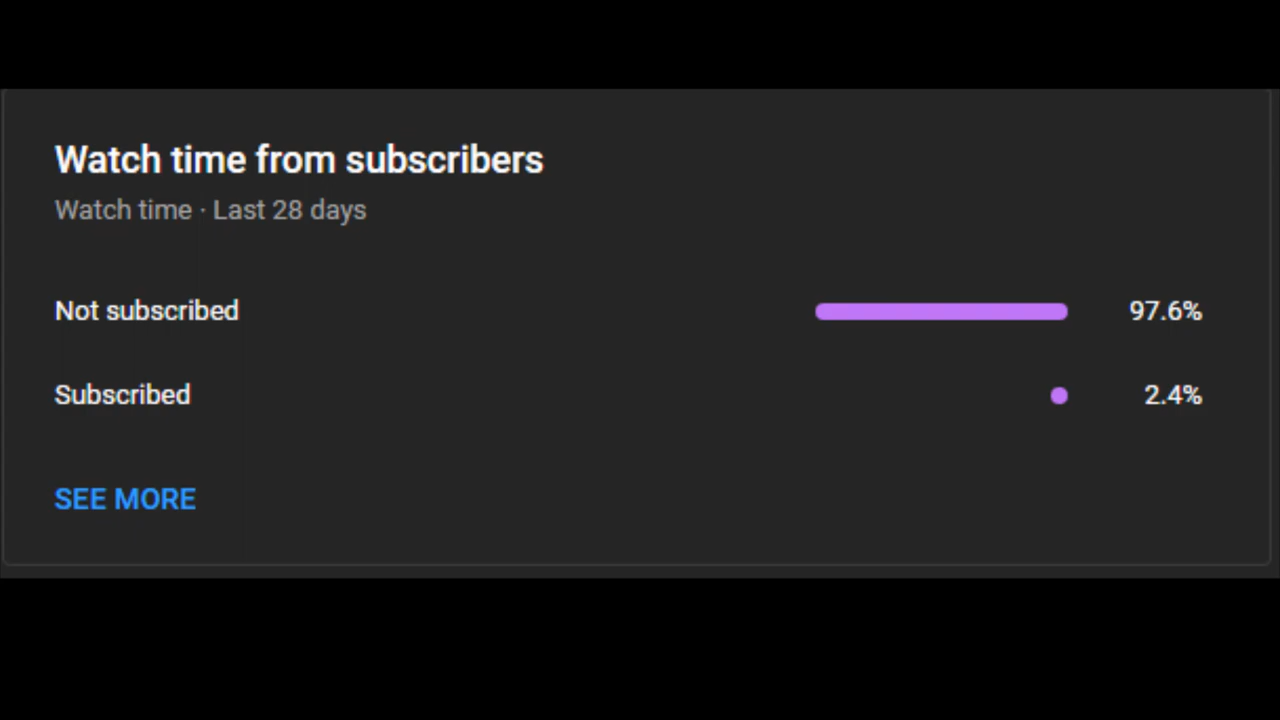 Watch time from subscribers
Watch time · Last 28 days
Not subscribed 97.6%
Subscribed 2.4%
SEE MORE